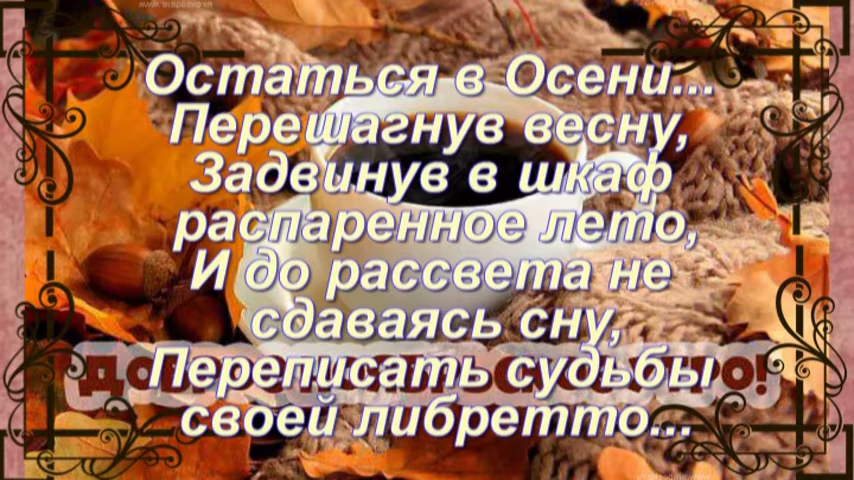 Остаться в Осени...
Перешагнув весну,
Задвинув в шкаф
распаренное лето,
И до рассвета не
сдаваясь сну,
Переписать судьбы
своей либретто...